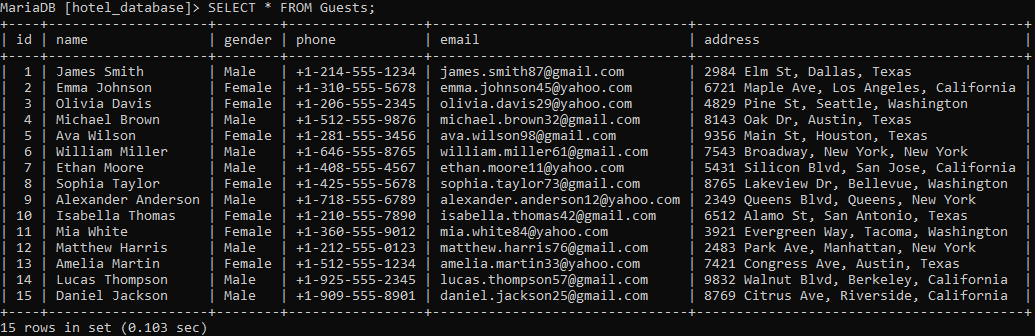 MariaDB [hotel_database]> SELECT * FROM Guests;
+----+--------------------+--------+-----------------+----------------------------+----------------------------------------+
| id | name               | gender | phone           | email                      | address                                |
+----+--------------------+--------+-----------------+----------------------------+----------------------------------------+
|  1 | James Smith        | Male   | +1-214-555-1234 | james.smith87@gmail.com    | 2984 Elm St, Dallas, Texas             |
|  2 | Emma Johnson       | Female | +1-310-555-5678 | emma.johnson45@yahoo.com   | 6721 Maple Ave, Los Angeles, California |
|  3 | Olivia Davis       | Female | +1-206-555-2345 | olivia.davis29@yahoo.com   | 4829 Pine St, Seattle, Washington      |
|  4 | Michael Brown      | Male   | +1-512-555-9876 | michael.brown32@gmail.com  | 8143 Oak Dr, Austin, Texas             |
|  5 | Ava Wilson         | Female | +1-281-555-3456 | ava.wilson98@gmail.com     | 9356 Main St, Houston, Texas           |
|  6 | William Miller     | Male   | +1-646-555-8765 | william.miller61@gmail.com | 7543 Broadway, New York, New York      |
|  7 | Ethan Moore        | Male   | +1-408-555-4567 | ethan.moore11@yahoo.com    | 5431 Silicon Blvd, San Jose, California |
|  8 | Sophia Taylor      | Female | +1-425-555-5678 | sophia.taylor73@gmail.com  | 8765 Lakeview Dr, Bellevue, Washington |
|  9 | Alexander Anderson | Male   | +1-718-555-6789 | alexander.anderson12@yahoo.com | 2349 Queens Blvd, Queens, New York     |
| 10 | Isabella Thomas    | Female | +1-210-555-7890 | isabella.thomas42@gmail.com | 6512 Alamo St, San Antonio, Texas      |
| 11 | Mia White          | Female | +1-360-555-9012 | mia.white84@yahoo.com      | 3921 Evergreen Way, Tacoma, Washington |
| 12 | Matthew Harris     | Male   | +1-212-555-0123 | matthew.harris76@gmail.com | 2483 Park Ave, Manhattan, New York     |
| 13 | Amelia Martin      | Female | +1-512-555-1234 | amelia.martin33@yahoo.com  | 7421 Congress Ave, Austin, Texas       |
| 14 | Lucas Thompson     | Male   | +1-925-555-2345 | lucas.thompson57@gmail.com | 9832 Walnut Blvd, Berkeley, California |
| 15 | Daniel Jackson     | Male   | +1-909-555-8901 | daniel.jackson25@gmail.com | 8769 Citrus Ave, Riverside, California |
+----+--------------------+--------+-----------------+----------------------------+----------------------------------------+
15 rows in set (0.103 sec)